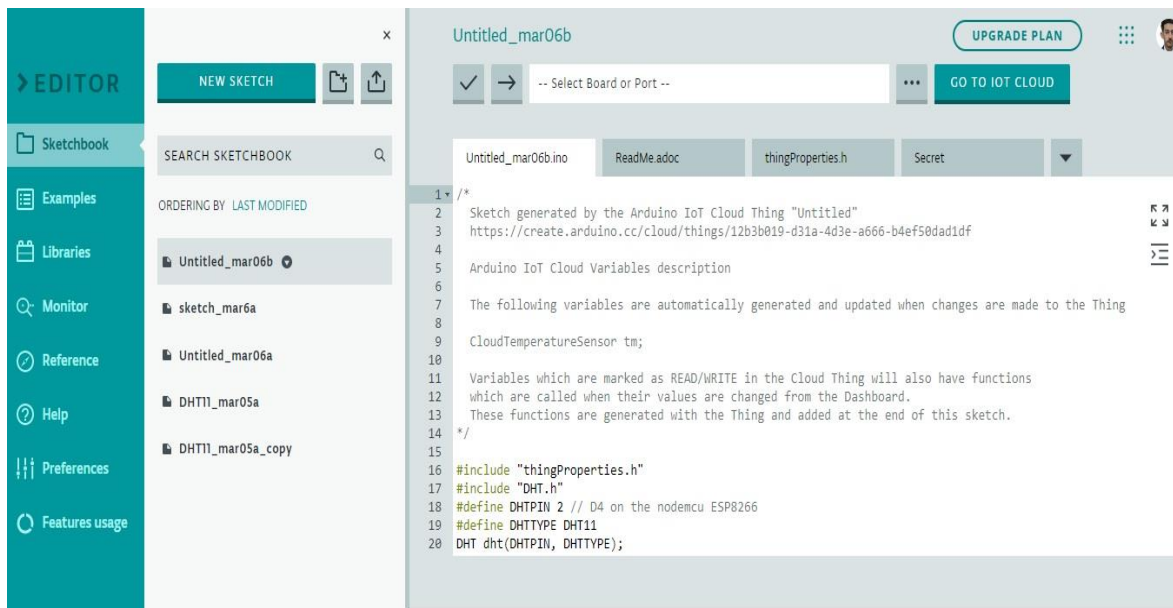 >EDITOR
Sketchbook
Examples
Libraries
Monitor
Reference
Help
Preferences
Features usage
x
NEW SKETCH
SEARCH SKETCHBOOK
ORDERING BY LAST MODIFIED
Untitled_mar06b
sketch_mar6a
Untitled_mar06a
DHT11_mar05a
DHT11_mar05a_copy
Untitled_mar06b
UPGRADE PLAN
-- Select Board or Port --
...
GO TO IOT CLOUD
Untitled_mar06b.ino ReadMe.adoc thingProperties.h Secret
1 /*
2 Sketch generated by the Arduino IoT Cloud Thing "Untitled"
3 https://create.arduino.cc/cloud/things/12b3b019-d31a-4d3e-a666-b4ef50dad1df
4
5 Arduino IoT Cloud Variables description
6
7 The following variables are automatically generated and updated when changes are made to the Thing
8
9 CloudTemperatureSensor tm;
10
11 Variables which are marked as READ/WRITE in the Cloud Thing will also have functions
12 which are called when their values are changed from the Dashboard.
13 These functions are generated with the Thing and added at the end of this sketch.
14 */
15
16 #include "thingProperties.h"
17 #include "DHT.h"
18 #define DHTPIN 2 // D4 on the nodemcu ESP8266
19 #define DHTTYPE DHT11
20 DHT dht(DHTPIN, DHTTYPE);